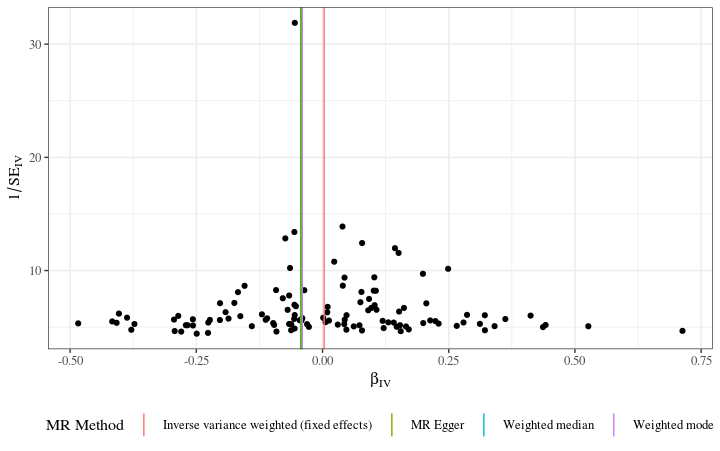 30
20
10
1/SE_IV
-0.50 -0.25 0.00 0.25 0.50 0.75
β_IV
MR Method Inverse variance weighted (fixed effects) MR Egger Weighted median Weighted mode